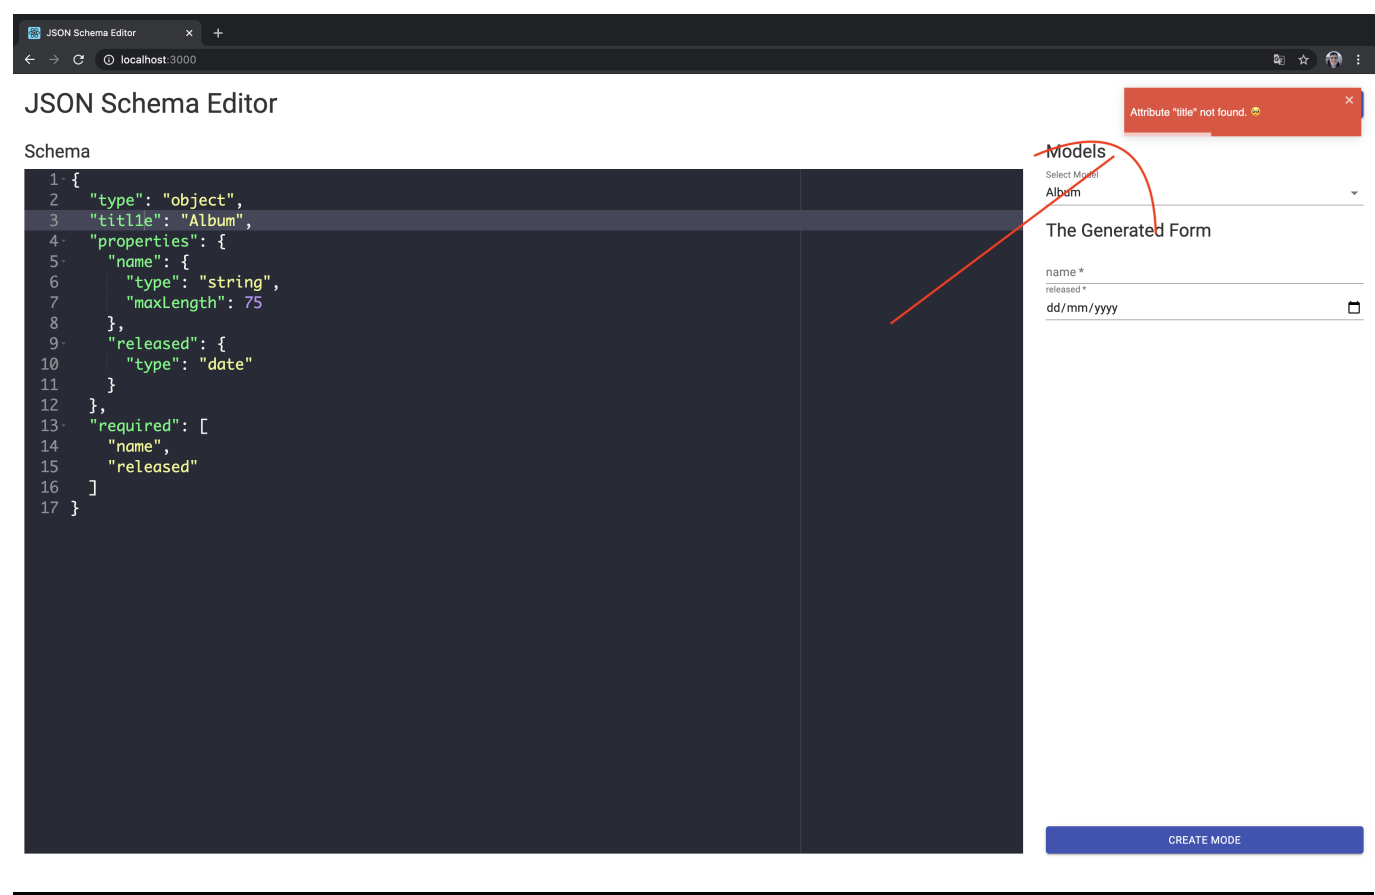 JSON Schema Editor
localhost:3000
JSON Schema Editor
Attribute "title" not found. 🥺
Schema
1 {
2 "type": "object",
3 "titl1e": "Album",
4 "properties": {
5 "name": {
6 "type": "string",
7 "maxLength": 75
8 },
9 "released": {
10 "type": "date"
11 }
12 },
13 "required": [
14 "name",
15 "released"
16 ]
17 }
Models
Select Model
Album
The Generated Form
name *
released *
dd/mm/yyyy
CREATE MODE